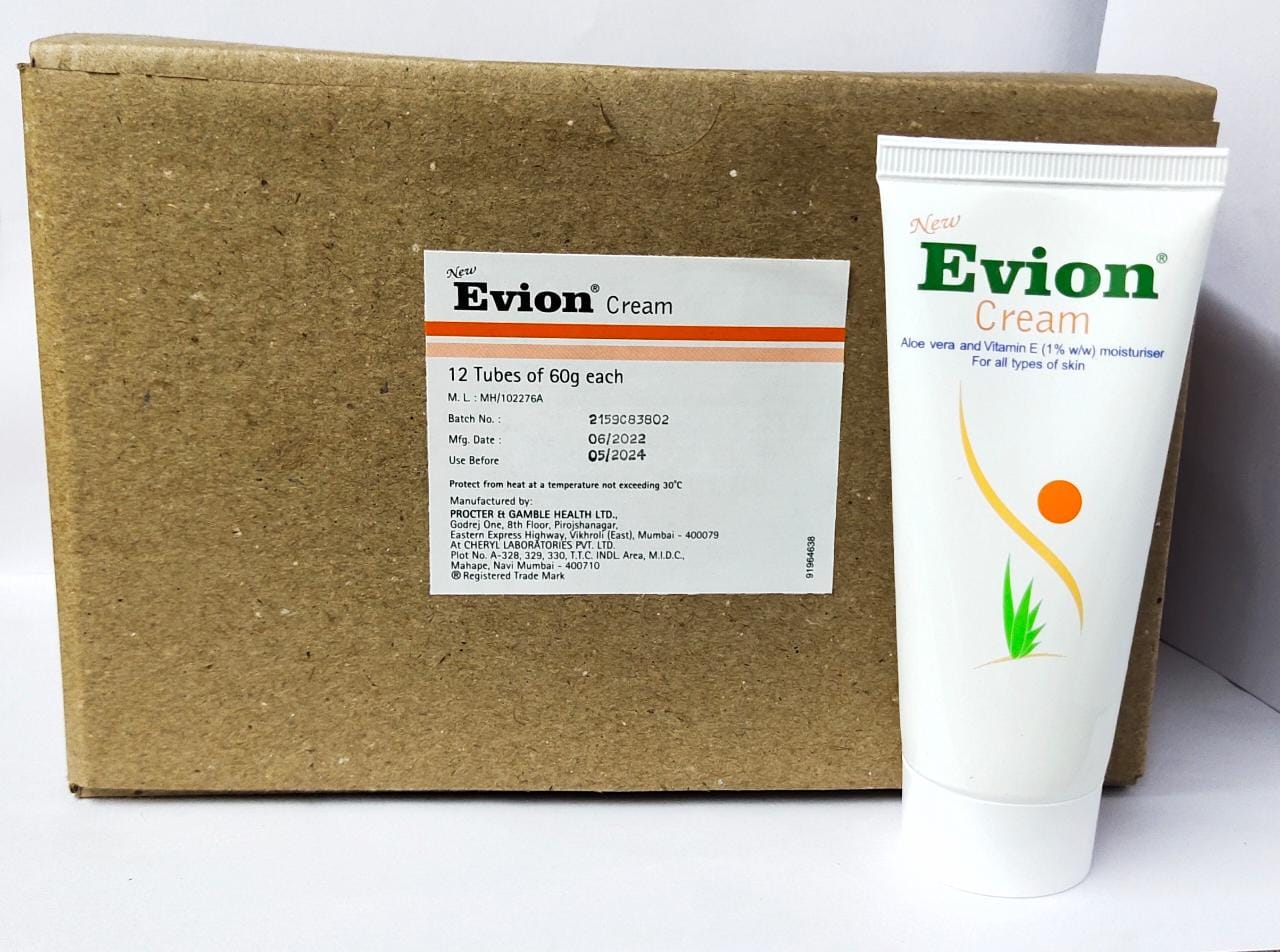 New
Evion® Cream
12 Tubes of 60g each
M. L. : MH/102276A
Batch No. : 2159C83802
Mfg. Date : 06/2022
Use Before 05/2024
Protect from heat at a temperature not exceeding 30°C
Manufactured by:
PROCTER & GAMBLE HEALTH LTD.,
Godrej One, 8th Floor, Pirojshanagar,
Eastern Express Highway, Vikhroli (East), Mumbai - 400079
At CHERYL LABORATORIES PVT. LTD.
Plot No. A-328, 329, 330, T.T.C. INDL. Area, M.I.D.C.,
Mahape, Navi Mumbai - 400710
® Registered Trade Mark
91964638
New
Evion®
Cream
Aloe vera and Vitamin E (1% w/w) moisturiser
For all types of skin